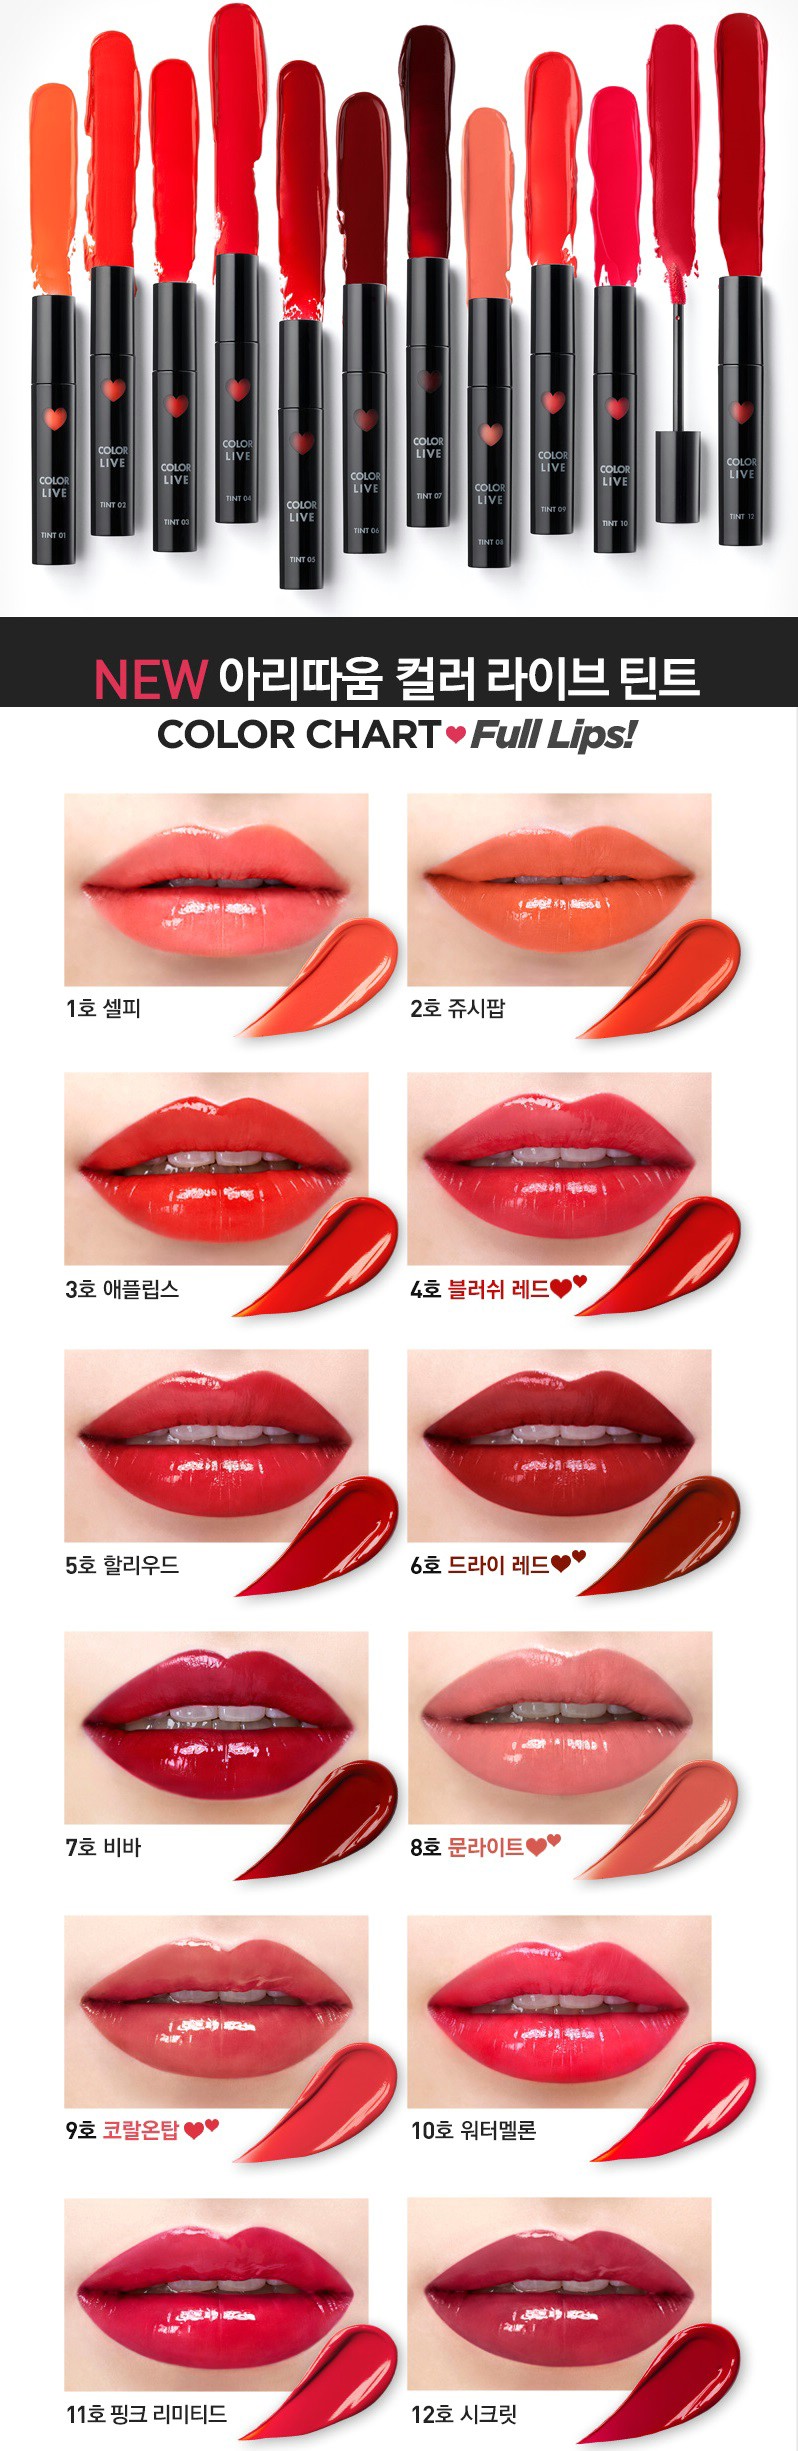 COLOR
LIVE
TINT 01
COLOR
LIVE
TINT 02
COLOR
LIVE
TINT 03
COLOR
LIVE
TINT 04
COLOR
LIVE
TINT 05
COLOR
LIVE
TINT 06
COLOR
LIVE
TINT 07
COLOR
LIVE
TINT 08
COLOR
LIVE
TINT 09
COLOR
LIVE
TINT 10
COLOR
LIVE
TINT 12
NEW 아리따움 컬러 라이브 틴트
COLOR CHART♥Full Lips!
1호 셀피
2호 쥬시팝
3호 애플립스
4호 블러쉬 레드♥♥
5호 할리우드
6호 드라이 레드♥♥
7호 비바
8호 문라이트♥♥
9호 코랄온탑 ♥♥
10호 워터멜론
11호 핑크 리미티드
12호 시크릿